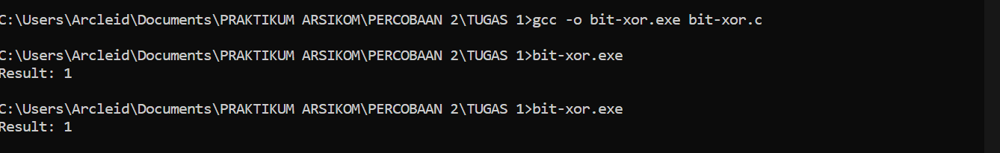 C:\Users\Arcleid\Documents\PRAKTIKUM ARSIKOM\PERCOBAAN 2\TUGAS 1>gcc -o bit-xor.exe bit-xor.c
C:\Users\Arcleid\Documents\PRAKTIKUM ARSIKOM\PERCOBAAN 2\TUGAS 1>bit-xor.exe
Result: 1
C:\Users\Arcleid\Documents\PRAKTIKUM ARSIKOM\PERCOBAAN 2\TUGAS 1>bit-xor.exe
Result: 1